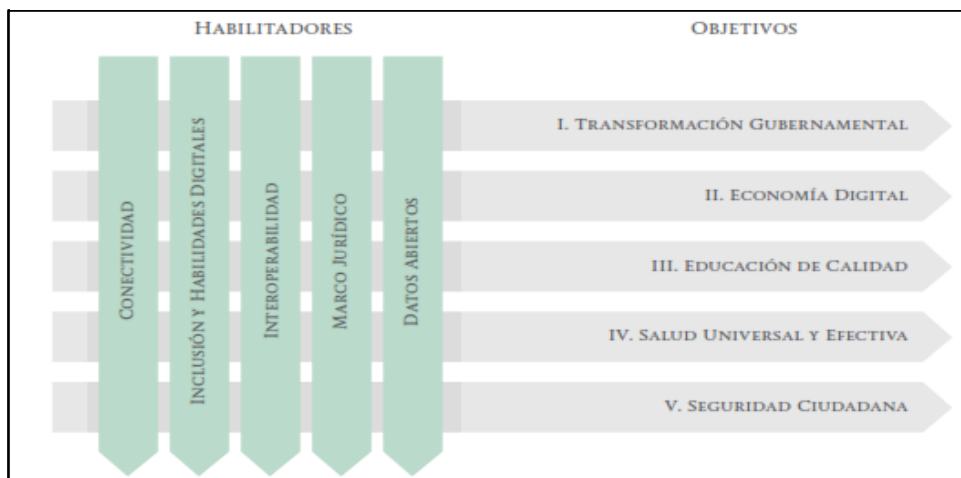 HABILITADORES
OBJETIVOS
CONECTIVIDAD
INCLUSIÓN Y HABILIDADES DIGITALES
INTEROPERABILIDAD
MARCO JURÍDICO
DATOS ABIERTOS
I. TRANSFORMACIÓN GUBERNAMENTAL
II. ECONOMÍA DIGITAL
III. EDUCACIÓN DE CALIDAD
IV. SALUD UNIVERSAL Y EFECTIVA
V. SEGURIDAD CIUDADANA